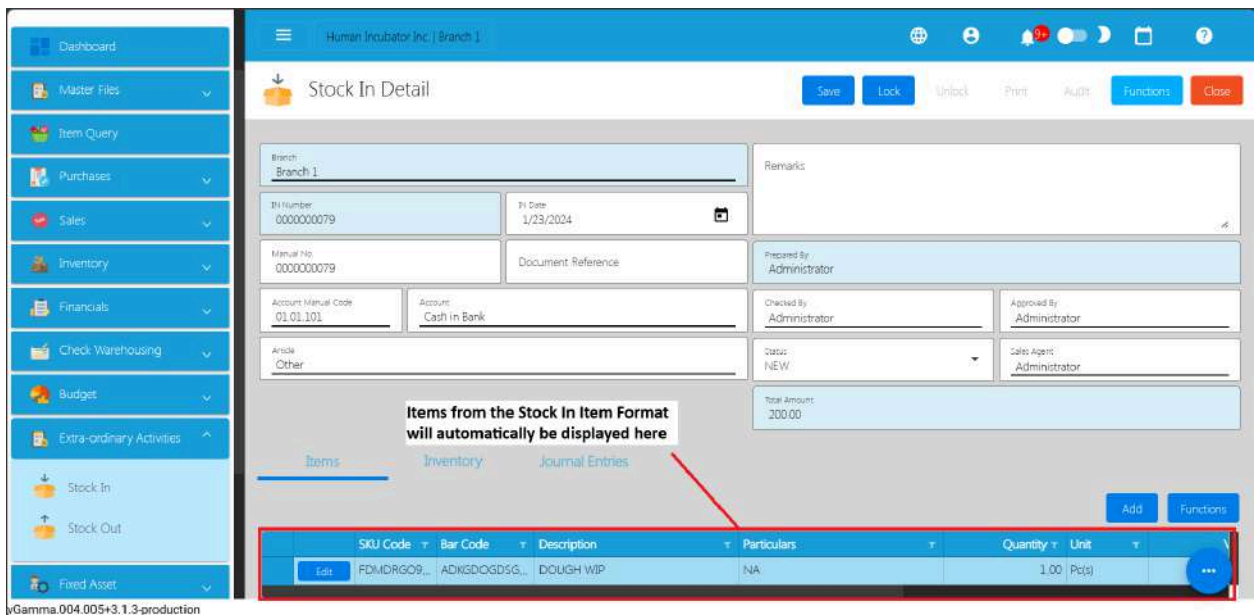 Dashboard
Master Files
Item Query
Purchases
Sales
Inventory
Financials
Check Warehousing
Budget
Extra-ordinary Activities
Stock In
Stock Out
Fixed Asset
Human Incubator Inc. | Branch 1
9+
Stock In Detail
Save Lock Unlock Print Audit Functions Close
Branch
Branch 1
Remarks
IN Number
0000000079
IN Date
1/23/2024
Manual No.
0000000079
Document Reference
Prepared By
Administrator
Account Manual Code
01.01.101
Account
Cash in Bank
Checked By
Administrator
Approved By
Administrator
Article
Other
Status
NEW
Sales Agent
Administrator
Total Amount
200.00
Items from the Stock In Item Format
will automatically be displayed here
Items Inventory Journal Entries
Add Functions
SKU Code Bar Code Description Particulars Quantity Unit
Edit FDMDRGO9... ADKGDOGDSG... DOUGH WIP NA 1.00 Pc(s)
yGamma.004.005+3.1.3-production